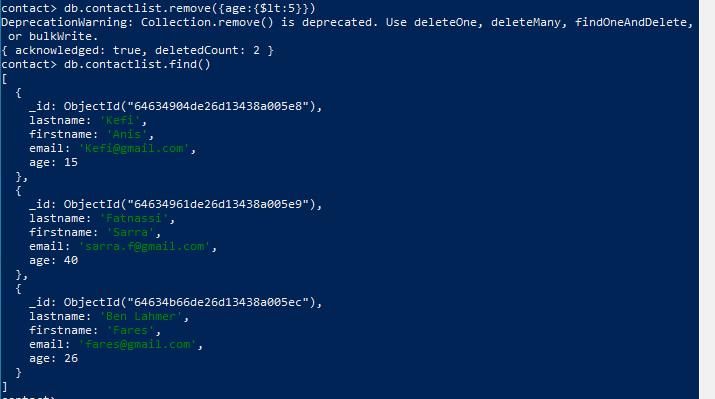 contact> db.contactlist.remove({age:{$lt:5}})
DeprecationWarning: Collection.remove() is deprecated. Use deleteOne, deleteMany, findOneAndDelete,
 or bulkWrite.
{ acknowledged: true, deletedCount: 2 }
contact> db.contactlist.find()
[
  {
    _id: ObjectId("64634904de26d13438a005e8"),
    lastname: 'Kefi',
    firstname: 'Anis',
    email: 'Kefi@gmail.com',
    age: 15
  },
  {
    _id: ObjectId("64634961de26d13438a005e9"),
    lastname: 'Fatnassi',
    firstname: 'Sarra',
    email: 'sarra.f@gmail.com',
    age: 40
  },
  {
    _id: ObjectId("64634b66de26d13438a005ec"),
    lastname: 'Ben Lahmer',
    firstname: 'Fares',
    email: 'fares@gmail.com',
    age: 26
  }
]
contact>